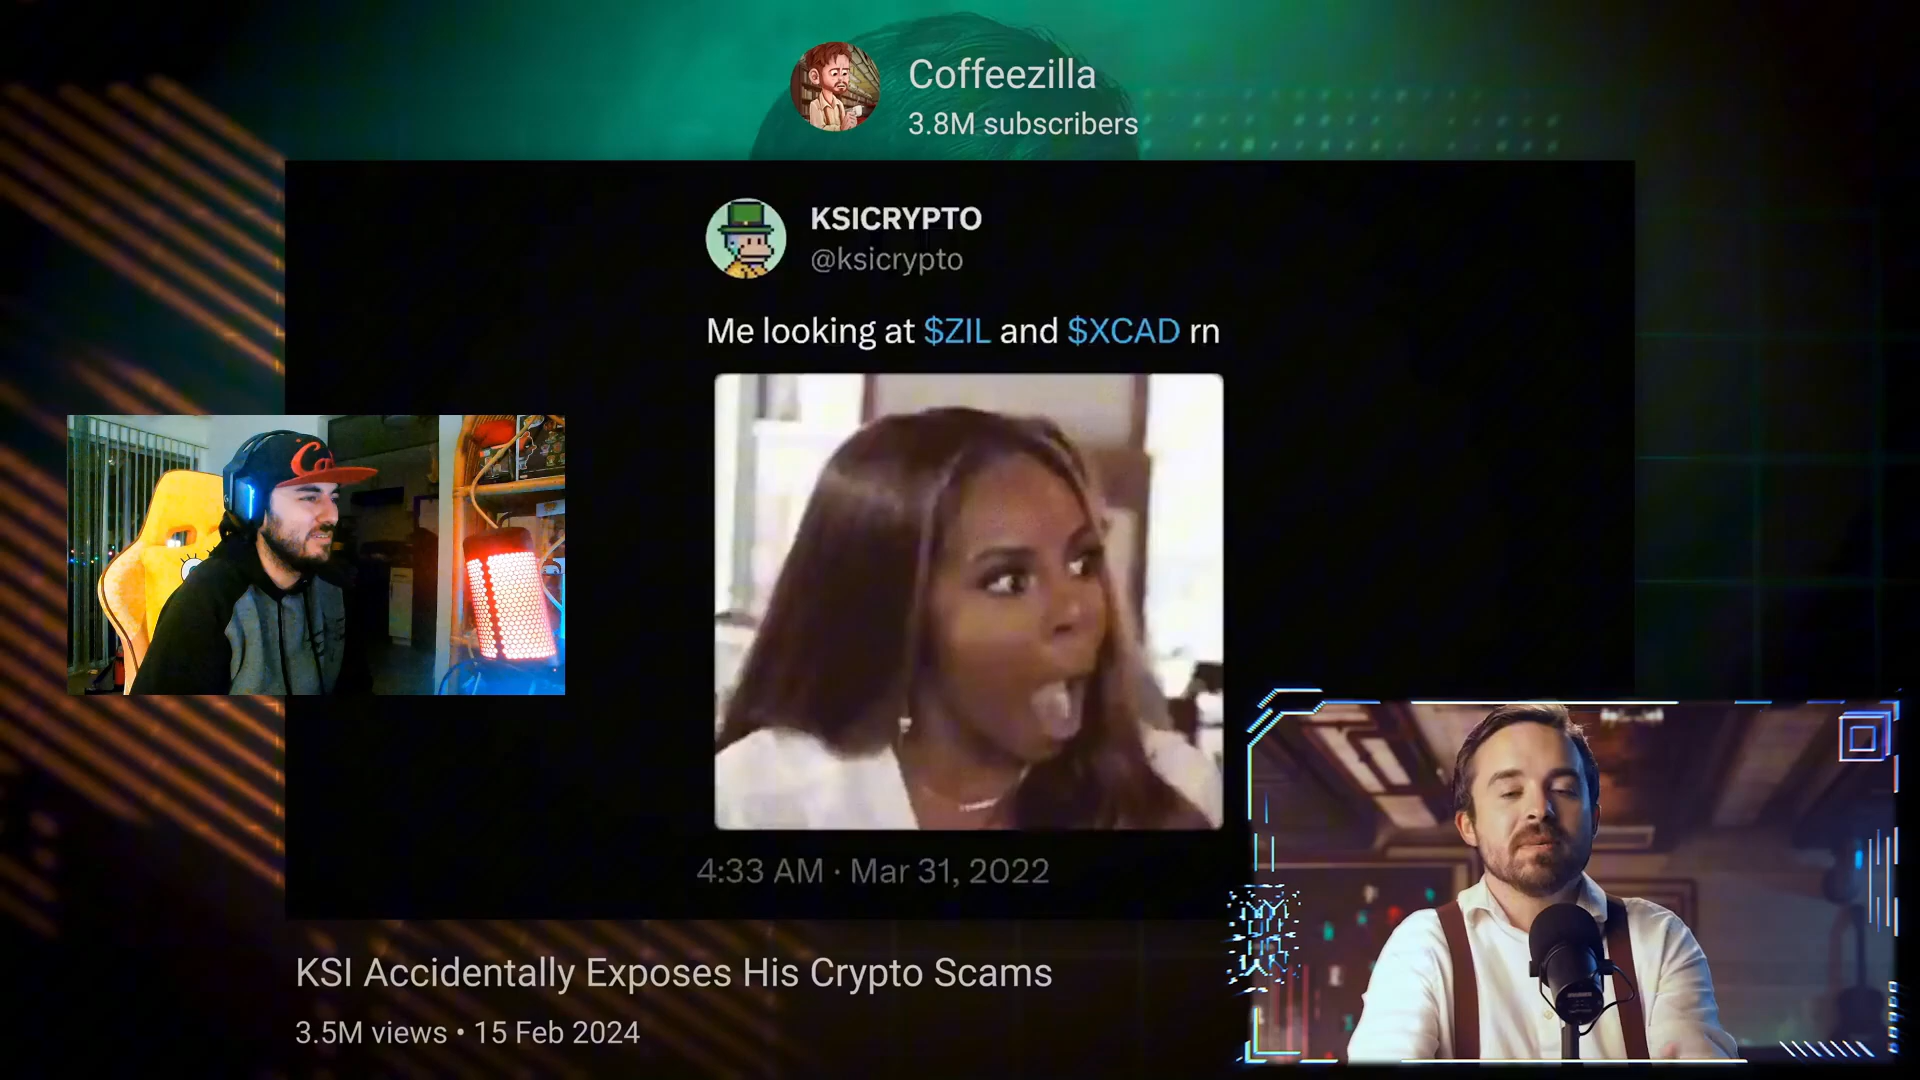 Coffeezilla
3.8M subscribers
KSICRYPTO
@ksicrypto
Me looking at $ZIL and $XCAD rn
4:33 AM · Mar 31, 2022
KSI Accidentally Exposes His Crypto Scams
3.5M views • 15 Feb 2024